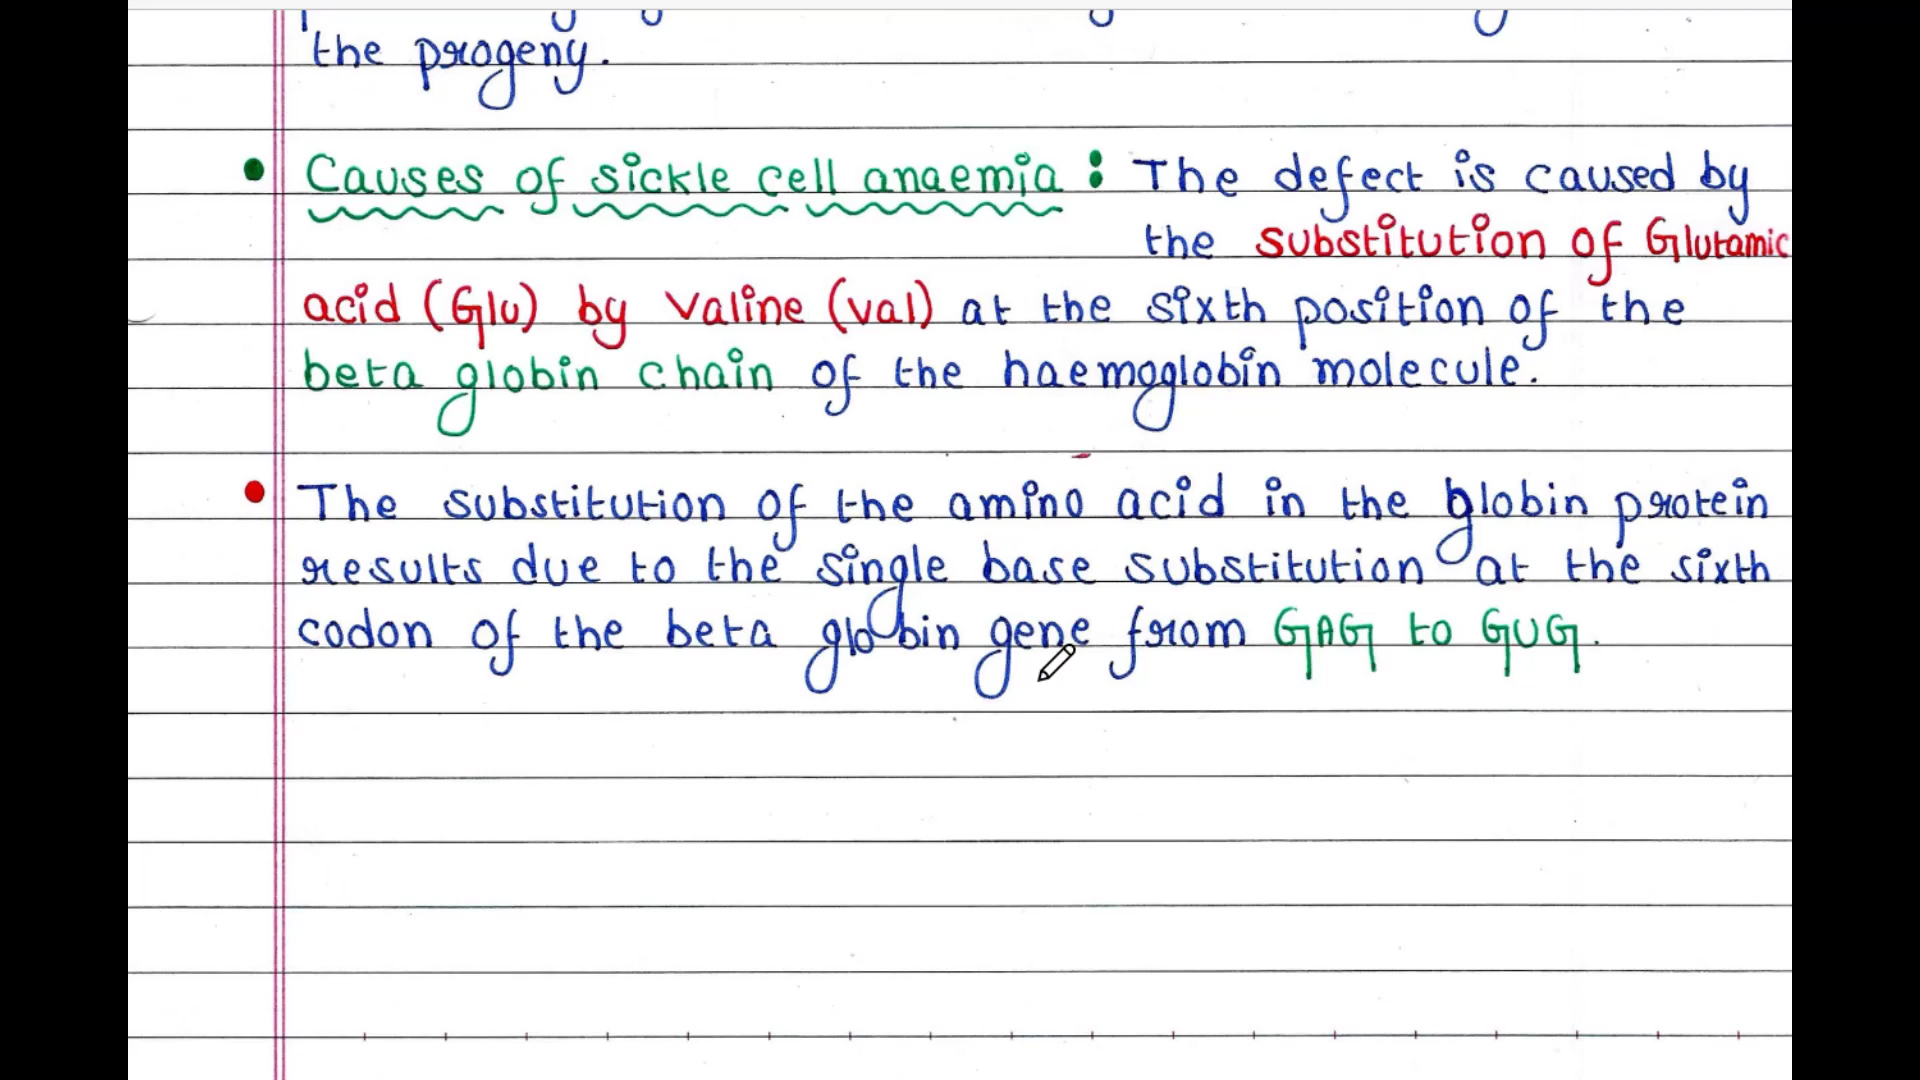 the progeny.
• Causes of sickle cell anaemia : The defect is caused by
the substitution of Glutamic
acid (Glu) by Valine (val) at the sixth position of the
beta globin chain of the haemoglobin molecule.
• The substitution of the amino acid in the globin protein
results due to the single base substitution at the sixth
codon of the beta globin gene from GAG to GUG.